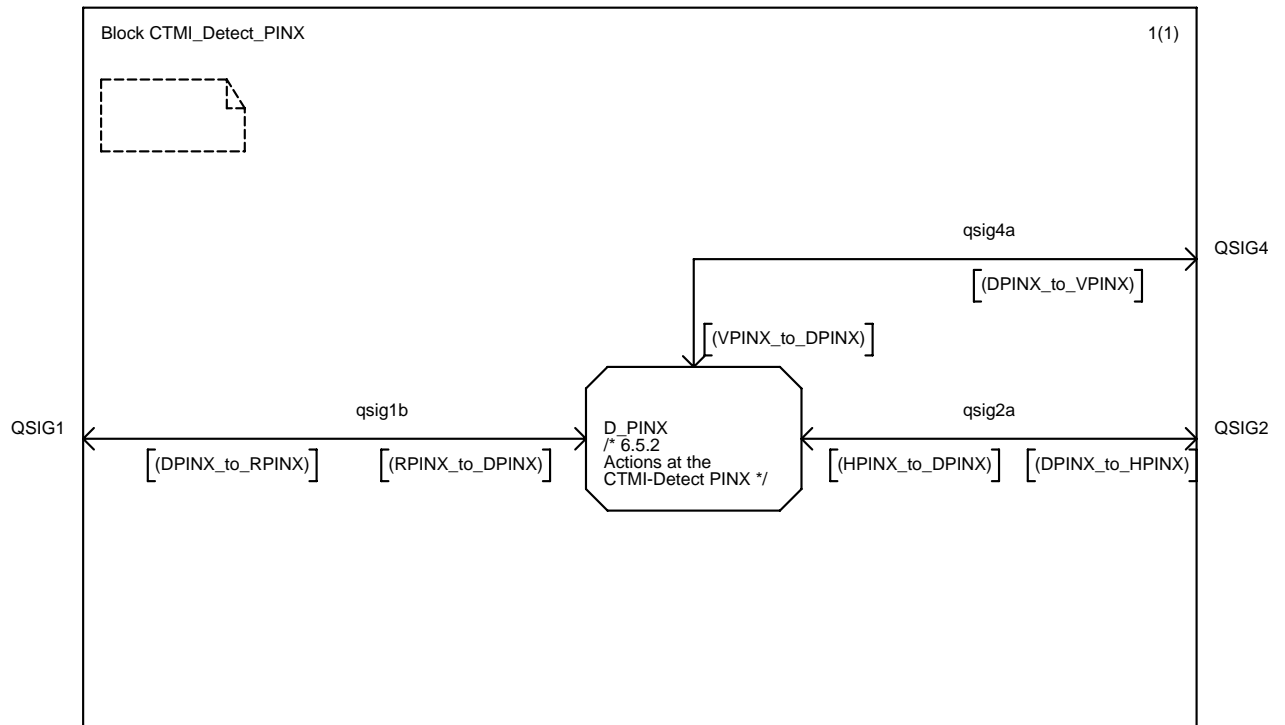 Block CTMI_Detect_PINX
1(1)
qsig4a
QSIG4
(DPINX_to_VPINX)
(VPINX_to_DPINX)
QSIG1
qsig1b
qsig2a
QSIG2
D_PINX
/* 6.5.2
Actions at the
CTMI-Detect PINX */
(DPINX_to_RPINX)
(RPINX_to_DPINX)
(HPINX_to_DPINX)
(DPINX_to_HPINX)